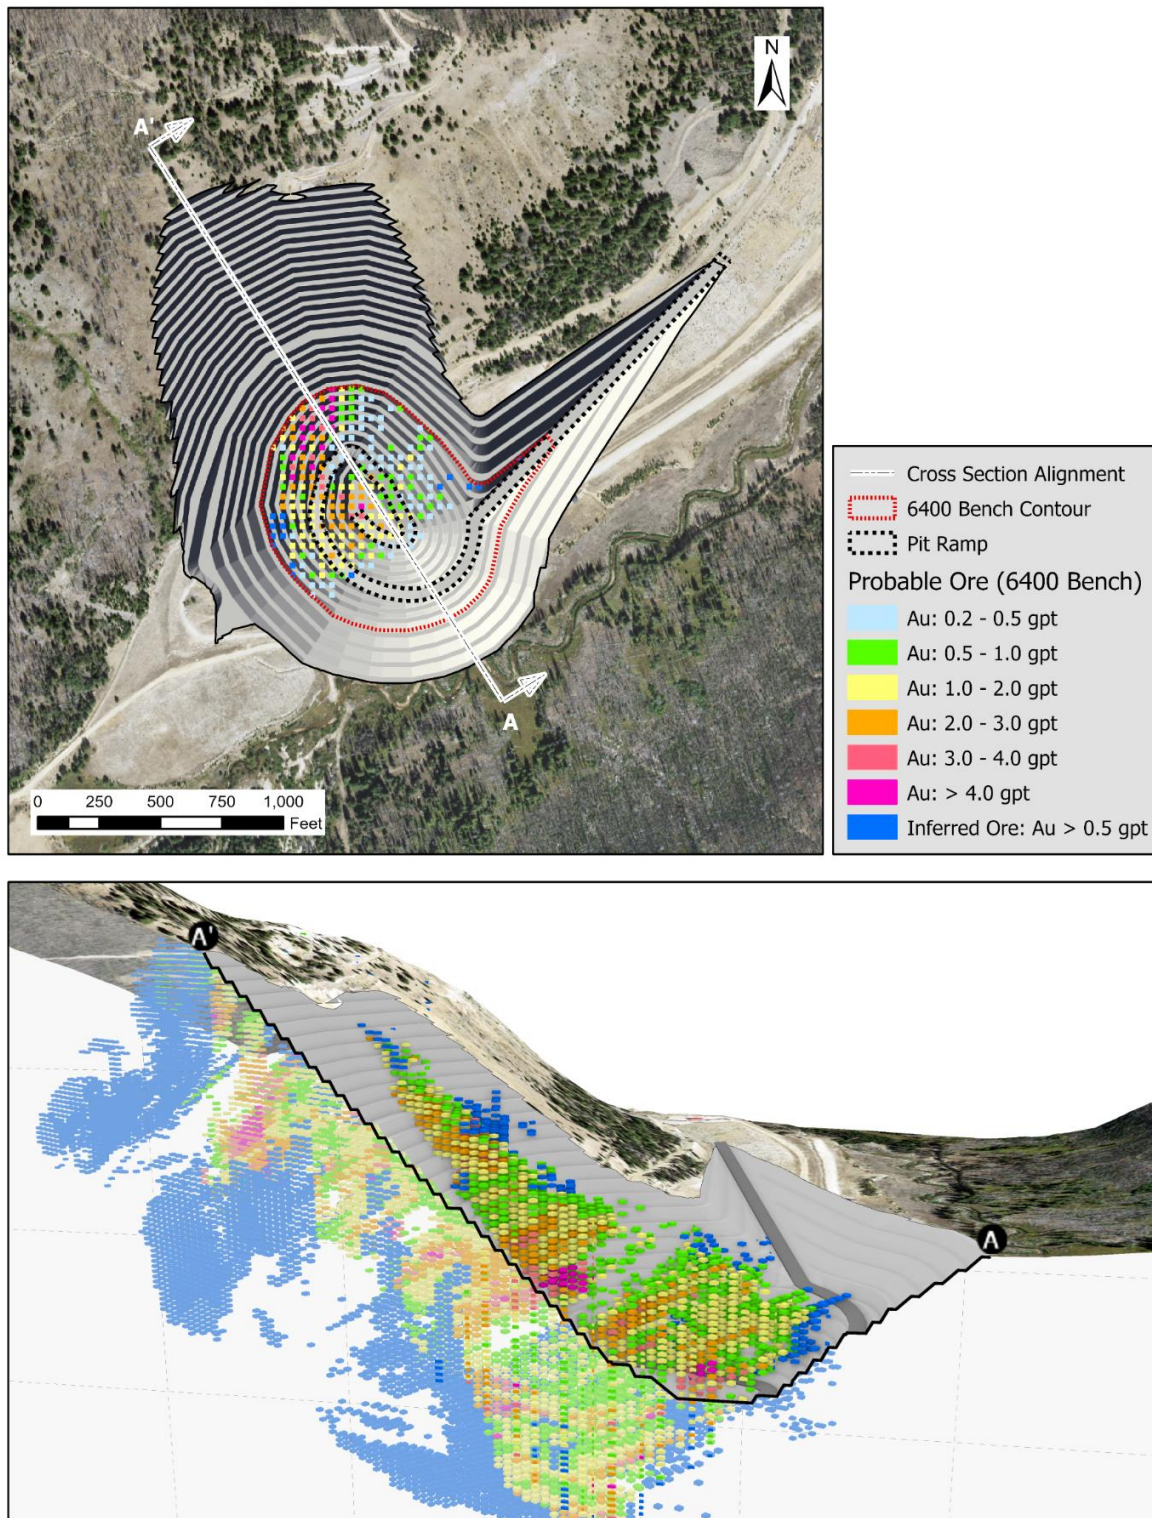 N
A'
A
0 250 500 750 1,000
Feet
Cross Section Alignment
6400 Bench Contour
Pit Ramp
Probable Ore (6400 Bench)
Au: 0.2 - 0.5 gpt
Au: 0.5 - 1.0 gpt
Au: 1.0 - 2.0 gpt
Au: 2.0 - 3.0 gpt
Au: 3.0 - 4.0 gpt
Au: > 4.0 gpt
Inferred Ore: Au > 0.5 gpt
A'
A